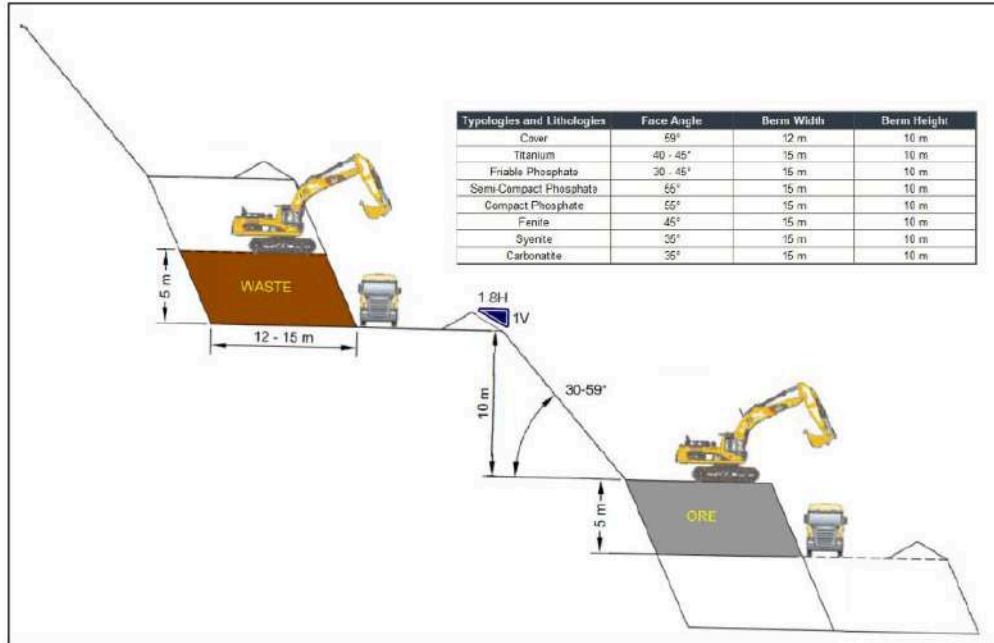 Typologies and Lithologies Face Angle Berm Width Berm Height
Cover 59° 12 m 10 m
Titanium 40 - 45° 15 m 10 m
Friable Phosphate 30 - 45° 15 m 10 m
Semi-Compact Phosphate 55° 15 m 10 m
Compact Phosphate 55° 15 m 10 m
Fenite 45° 15 m 10 m
Syenite 35° 15 m 10 m
Carbonatite 35° 15 m 10 m
5 m
WASTE
12 - 15 m
1.8H
1V
10 m
30-59°
5 m
ORE